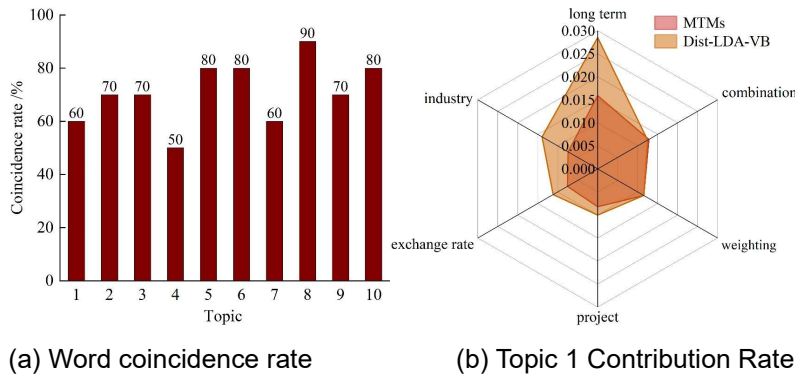 100
80
60
40
20
0
Coincidence rate /%
60
70
70
50
80
80
60
90
70
80
1 2 3 4 5 6 7 8 9 10
Topic
(a) Word coincidence rate
long term
MTMs
Dist-LDA-VB
0.030
0.025
0.020
0.015
0.010
0.005
0.000
industry
combination
exchange rate
weighting
project
(b) Topic 1 Contribution Rate